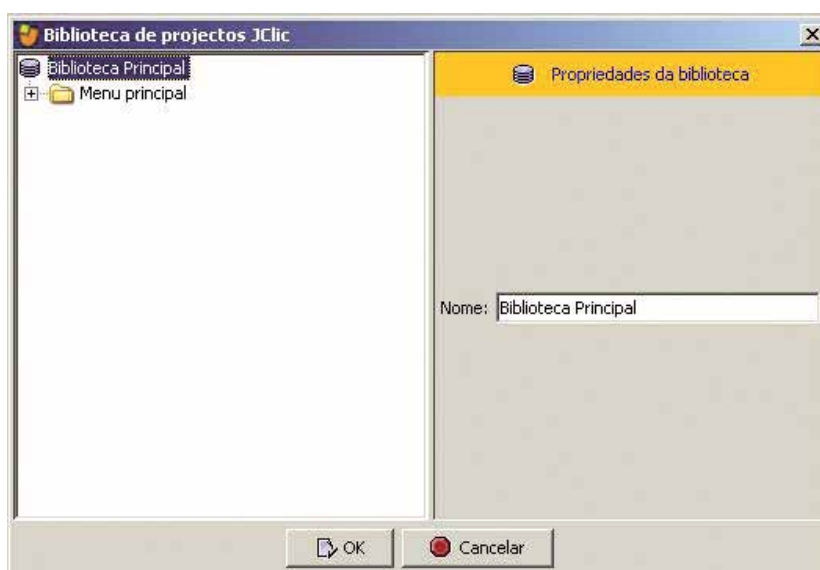 Biblioteca de projectos JClic
Biblioteca Principal
Menu principal
Propriedades da biblioteca
Nome: Biblioteca Principal
OK
Cancelar